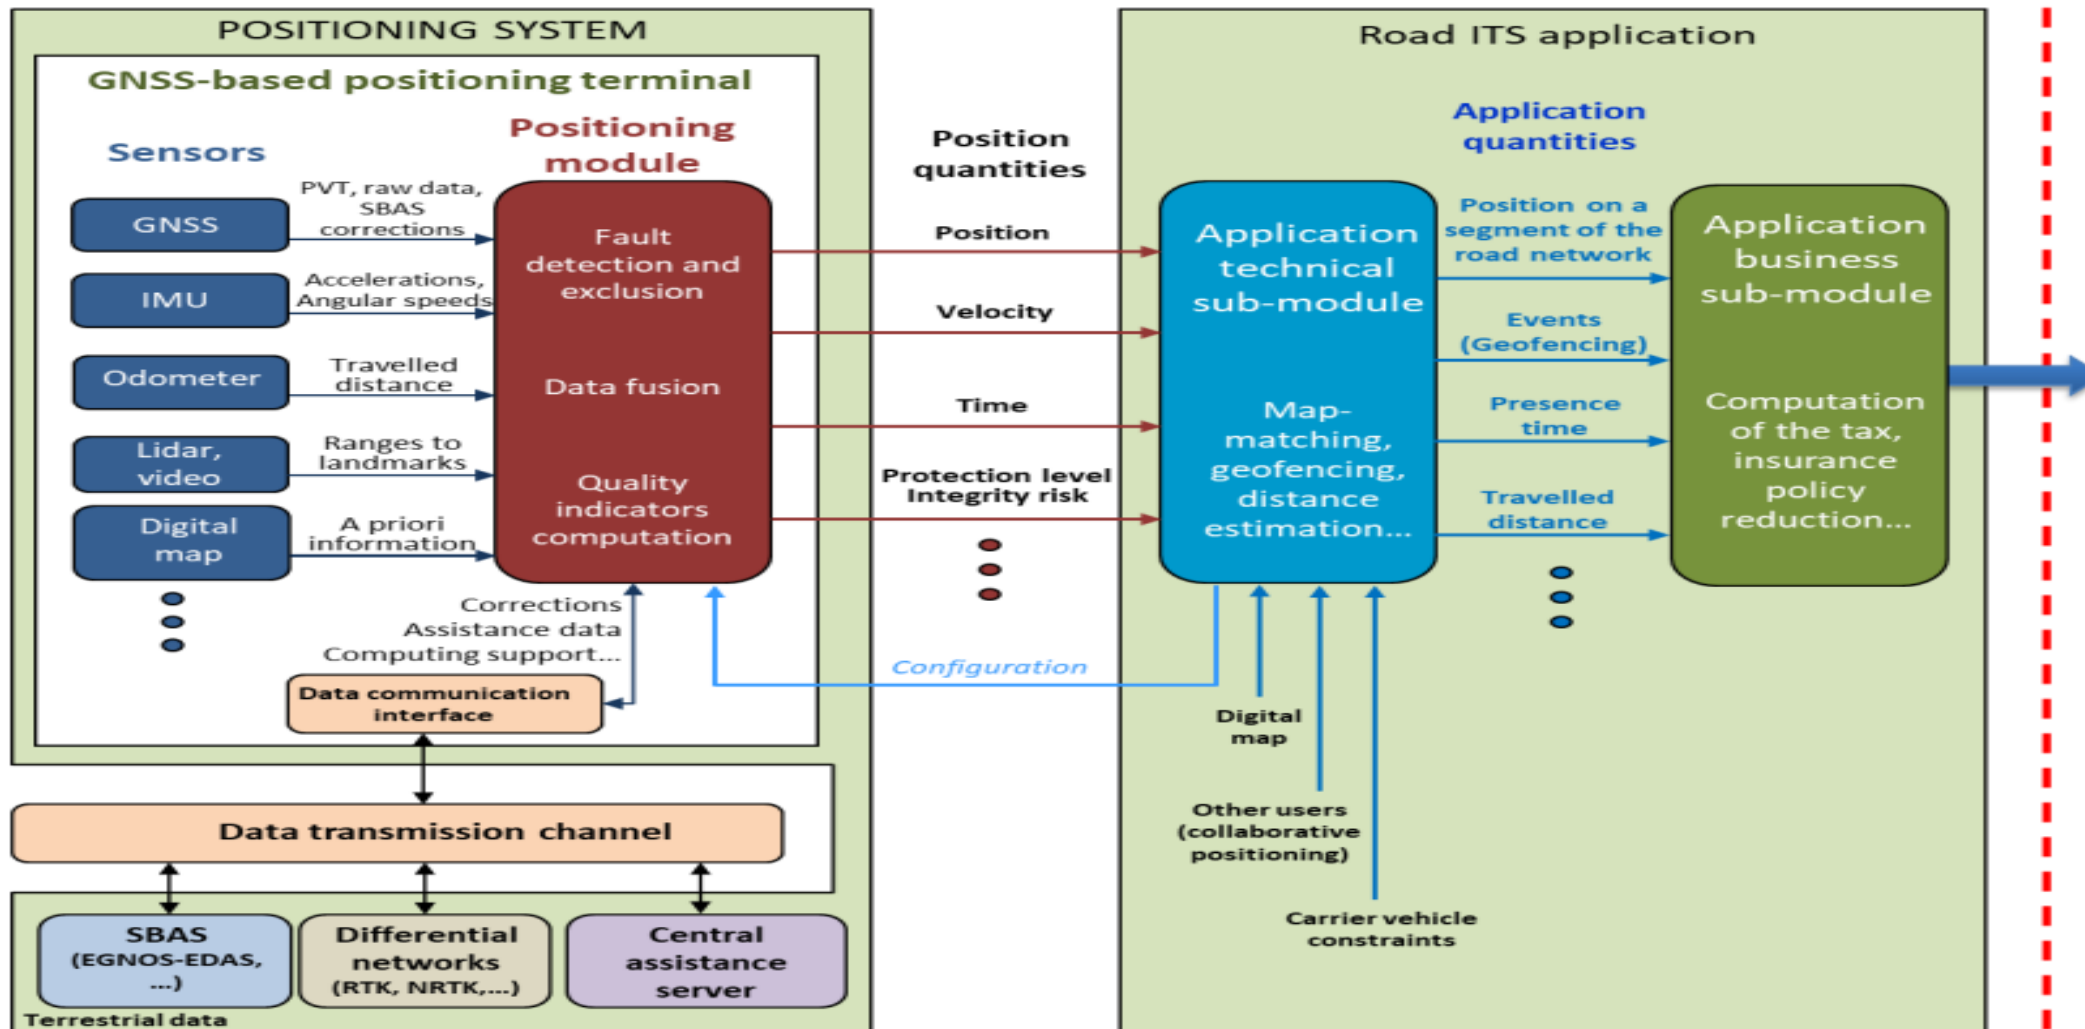 POSITIONING SYSTEM
GNSS-based positioning terminal
Sensors
Positioning
module
GNSS
PVT, raw data,
SBAS
corrections
IMU
Accelerations,
Angular speeds
Odometer
Travelled
distance
Lidar,
video
Ranges to
landmarks
Digital
map
A priori
information
Fault
detection and
exclusion
Data fusion
Quality
indicators
computation
Corrections
Assistance data
Computing support...
Data communication
interface
Data transmission channel
SBAS
(EGNOS-EDAS,
...)
Differential
networks
(RTK, NRTK,...)
Central
assistance
server
Terrestrial data
Position
quantities
Position
Velocity
Time
Protection level
Integrity risk
Configuration
Road ITS application
Application
quantities
Application
technical
sub-module
Map-
matching,
geofencing,
distance
estimation...
Position on a
segment of the
road network
Events
(Geofencing)
Presence
time
Travelled
distance
Application
business
sub-module
Computation
of the tax,
insurance
policy
reduction...
Digital
map
Other users
(collaborative
positioning)
Carrier vehicle
constraints